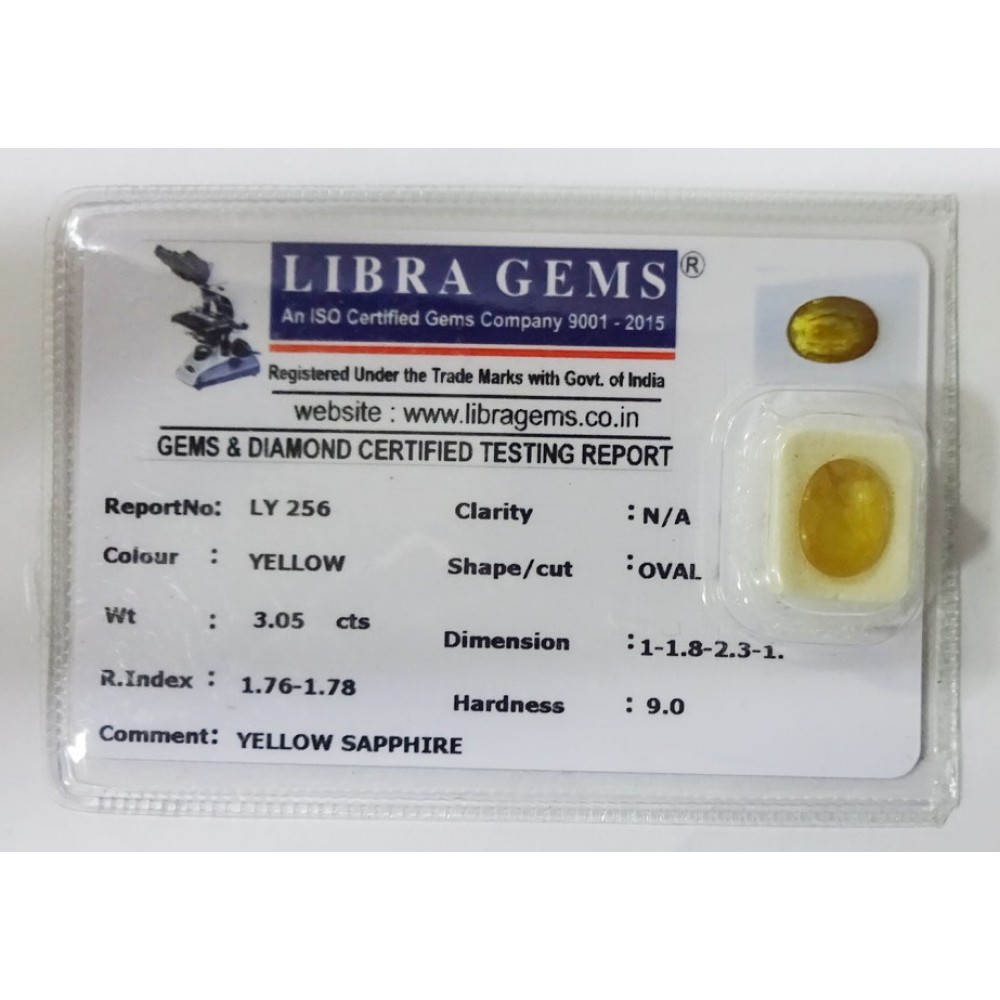 LIBRA GEMS ®
An ISO Certified Gems Company 9001 - 2015
Registered Under the Trade Marks with Govt. of India
website : www.libragems.co.in
GEMS & DIAMOND CERTIFIED TESTING REPORT
ReportNo: LY 256
Colour : YELLOW
Wt : 3.05 cts
R.Index : 1.76-1.78
Comment: YELLOW SAPPHIRE
Clarity : N/A
Shape/cut : OVAL
Dimension : 1-1.8-2.3-1.
Hardness : 9.0